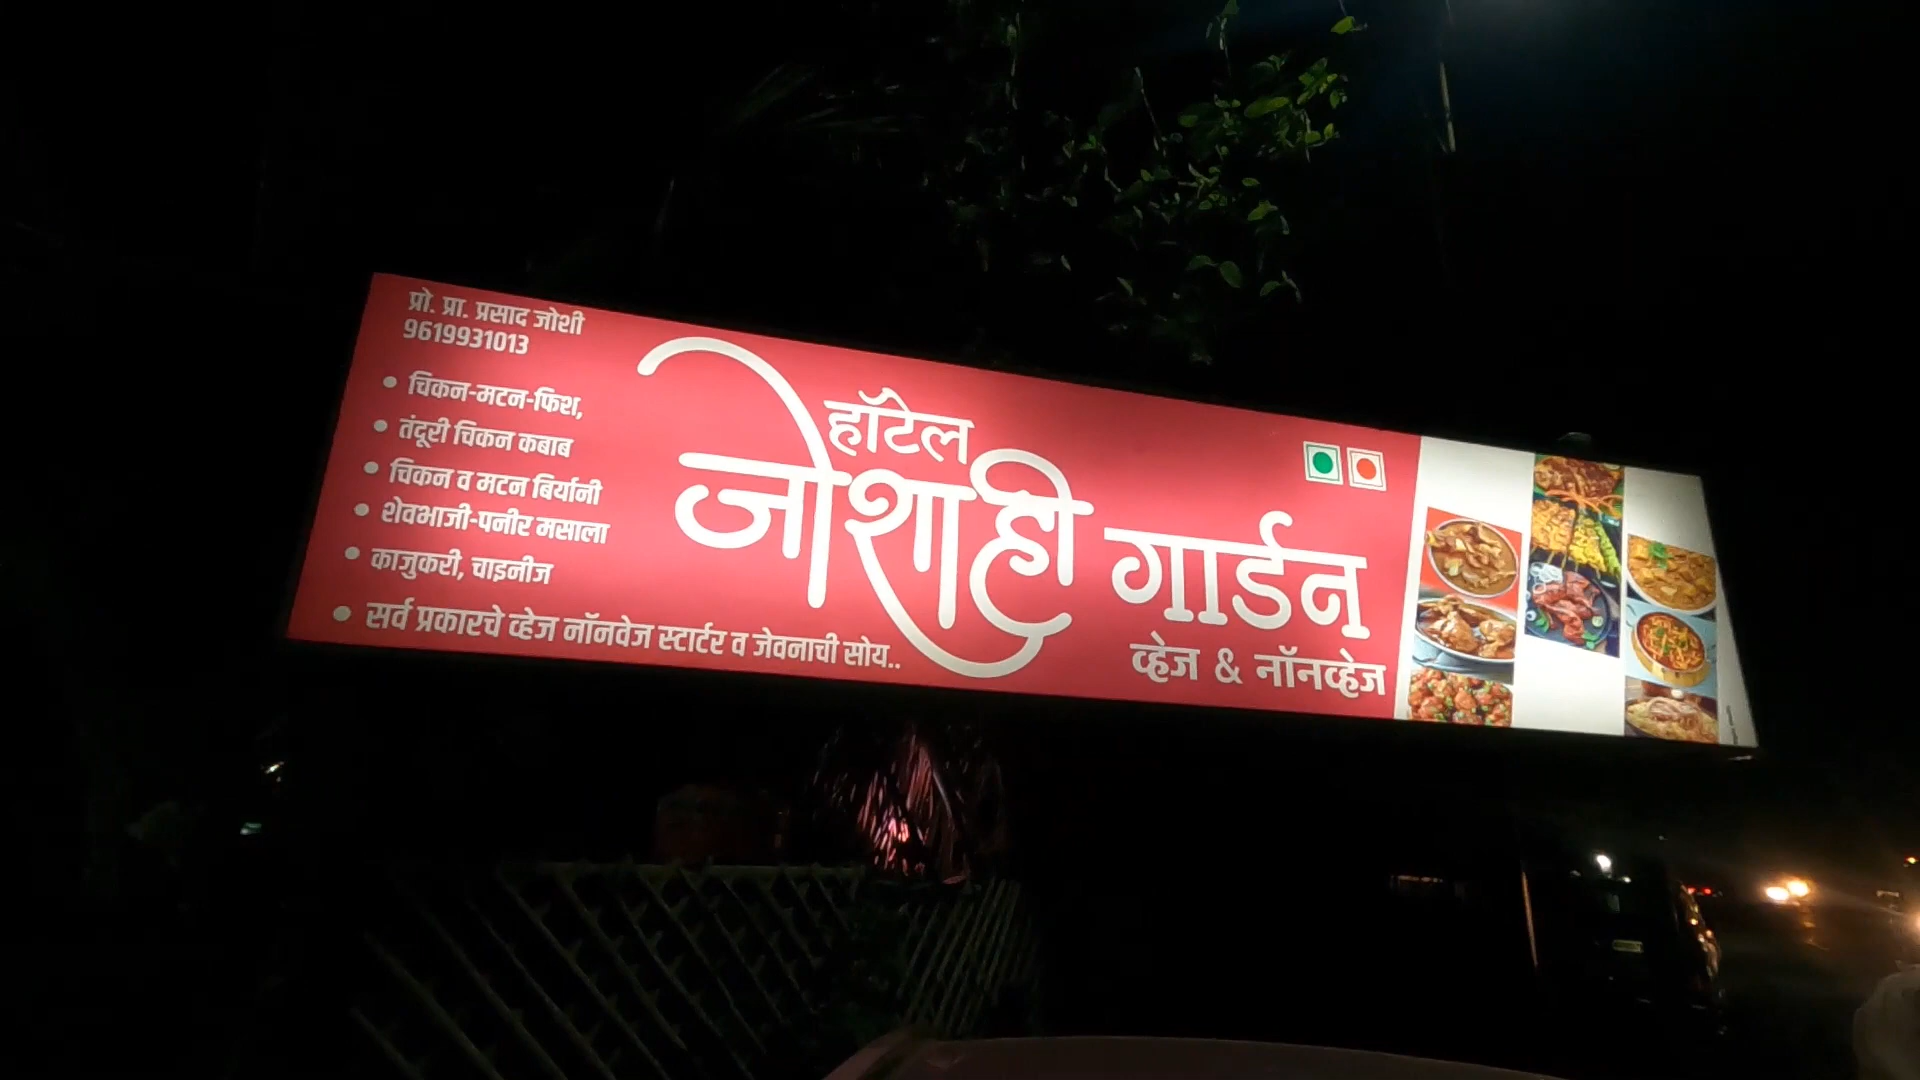 प्रो. प्रा. प्रसाद जोशी
9619931013
• चिकन-मटन-फिश,
• तंदूरी चिकन कबाब
• चिकन व मटन बिर्यानी
• शेवभाजी-पनीर मसाला
• काजुकरी, चाइनीज
• सर्व प्रकारचे व्हेज नॉनवेज स्टार्टर व जेवनाची सोय..
हॉटेल
जोशाही गार्डन
व्हेज & नॉनव्हेज